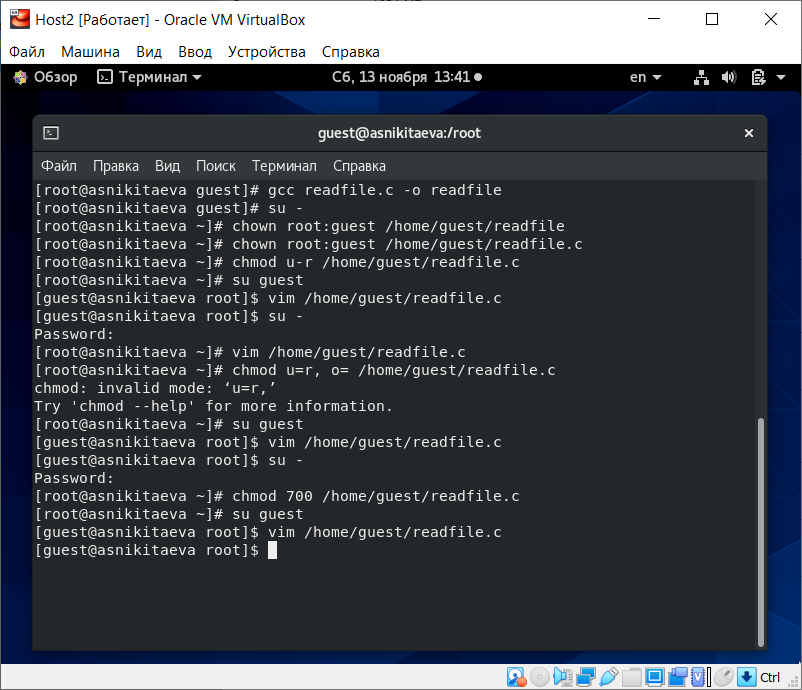 Host2 [Работает] - Oracle VM VirtualBox
Файл Машина Вид Ввод Устройства Справка
Обзор Терминал Сб, 13 ноября 13:41 en
guest@asnikitaeva:/root
Файл Правка Вид Поиск Терминал Справка
[root@asnikitaeva guest]# gcc readfile.c -o readfile
[root@asnikitaeva guest]# su -
[root@asnikitaeva ~]# chown root:guest /home/guest/readfile
[root@asnikitaeva ~]# chown root:guest /home/guest/readfile.c
[root@asnikitaeva ~]# chmod u-r /home/guest/readfile.c
[root@asnikitaeva ~]# su guest
[guest@asnikitaeva root]$ vim /home/guest/readfile.c
[guest@asnikitaeva root]$ su -
Password:
[root@asnikitaeva ~]# vim /home/guest/readfile.c
[root@asnikitaeva ~]# chmod u=r, o= /home/guest/readfile.c
chmod: invalid mode: ‘u=r,’
Try 'chmod --help' for more information.
[root@asnikitaeva ~]# su guest
[guest@asnikitaeva root]$ vim /home/guest/readfile.c
[guest@asnikitaeva root]$ su -
Password:
[root@asnikitaeva ~]# chmod 700 /home/guest/readfile.c
[root@asnikitaeva ~]# su guest
[guest@asnikitaeva root]$ vim /home/guest/readfile.c
[guest@asnikitaeva root]$
Ctrl